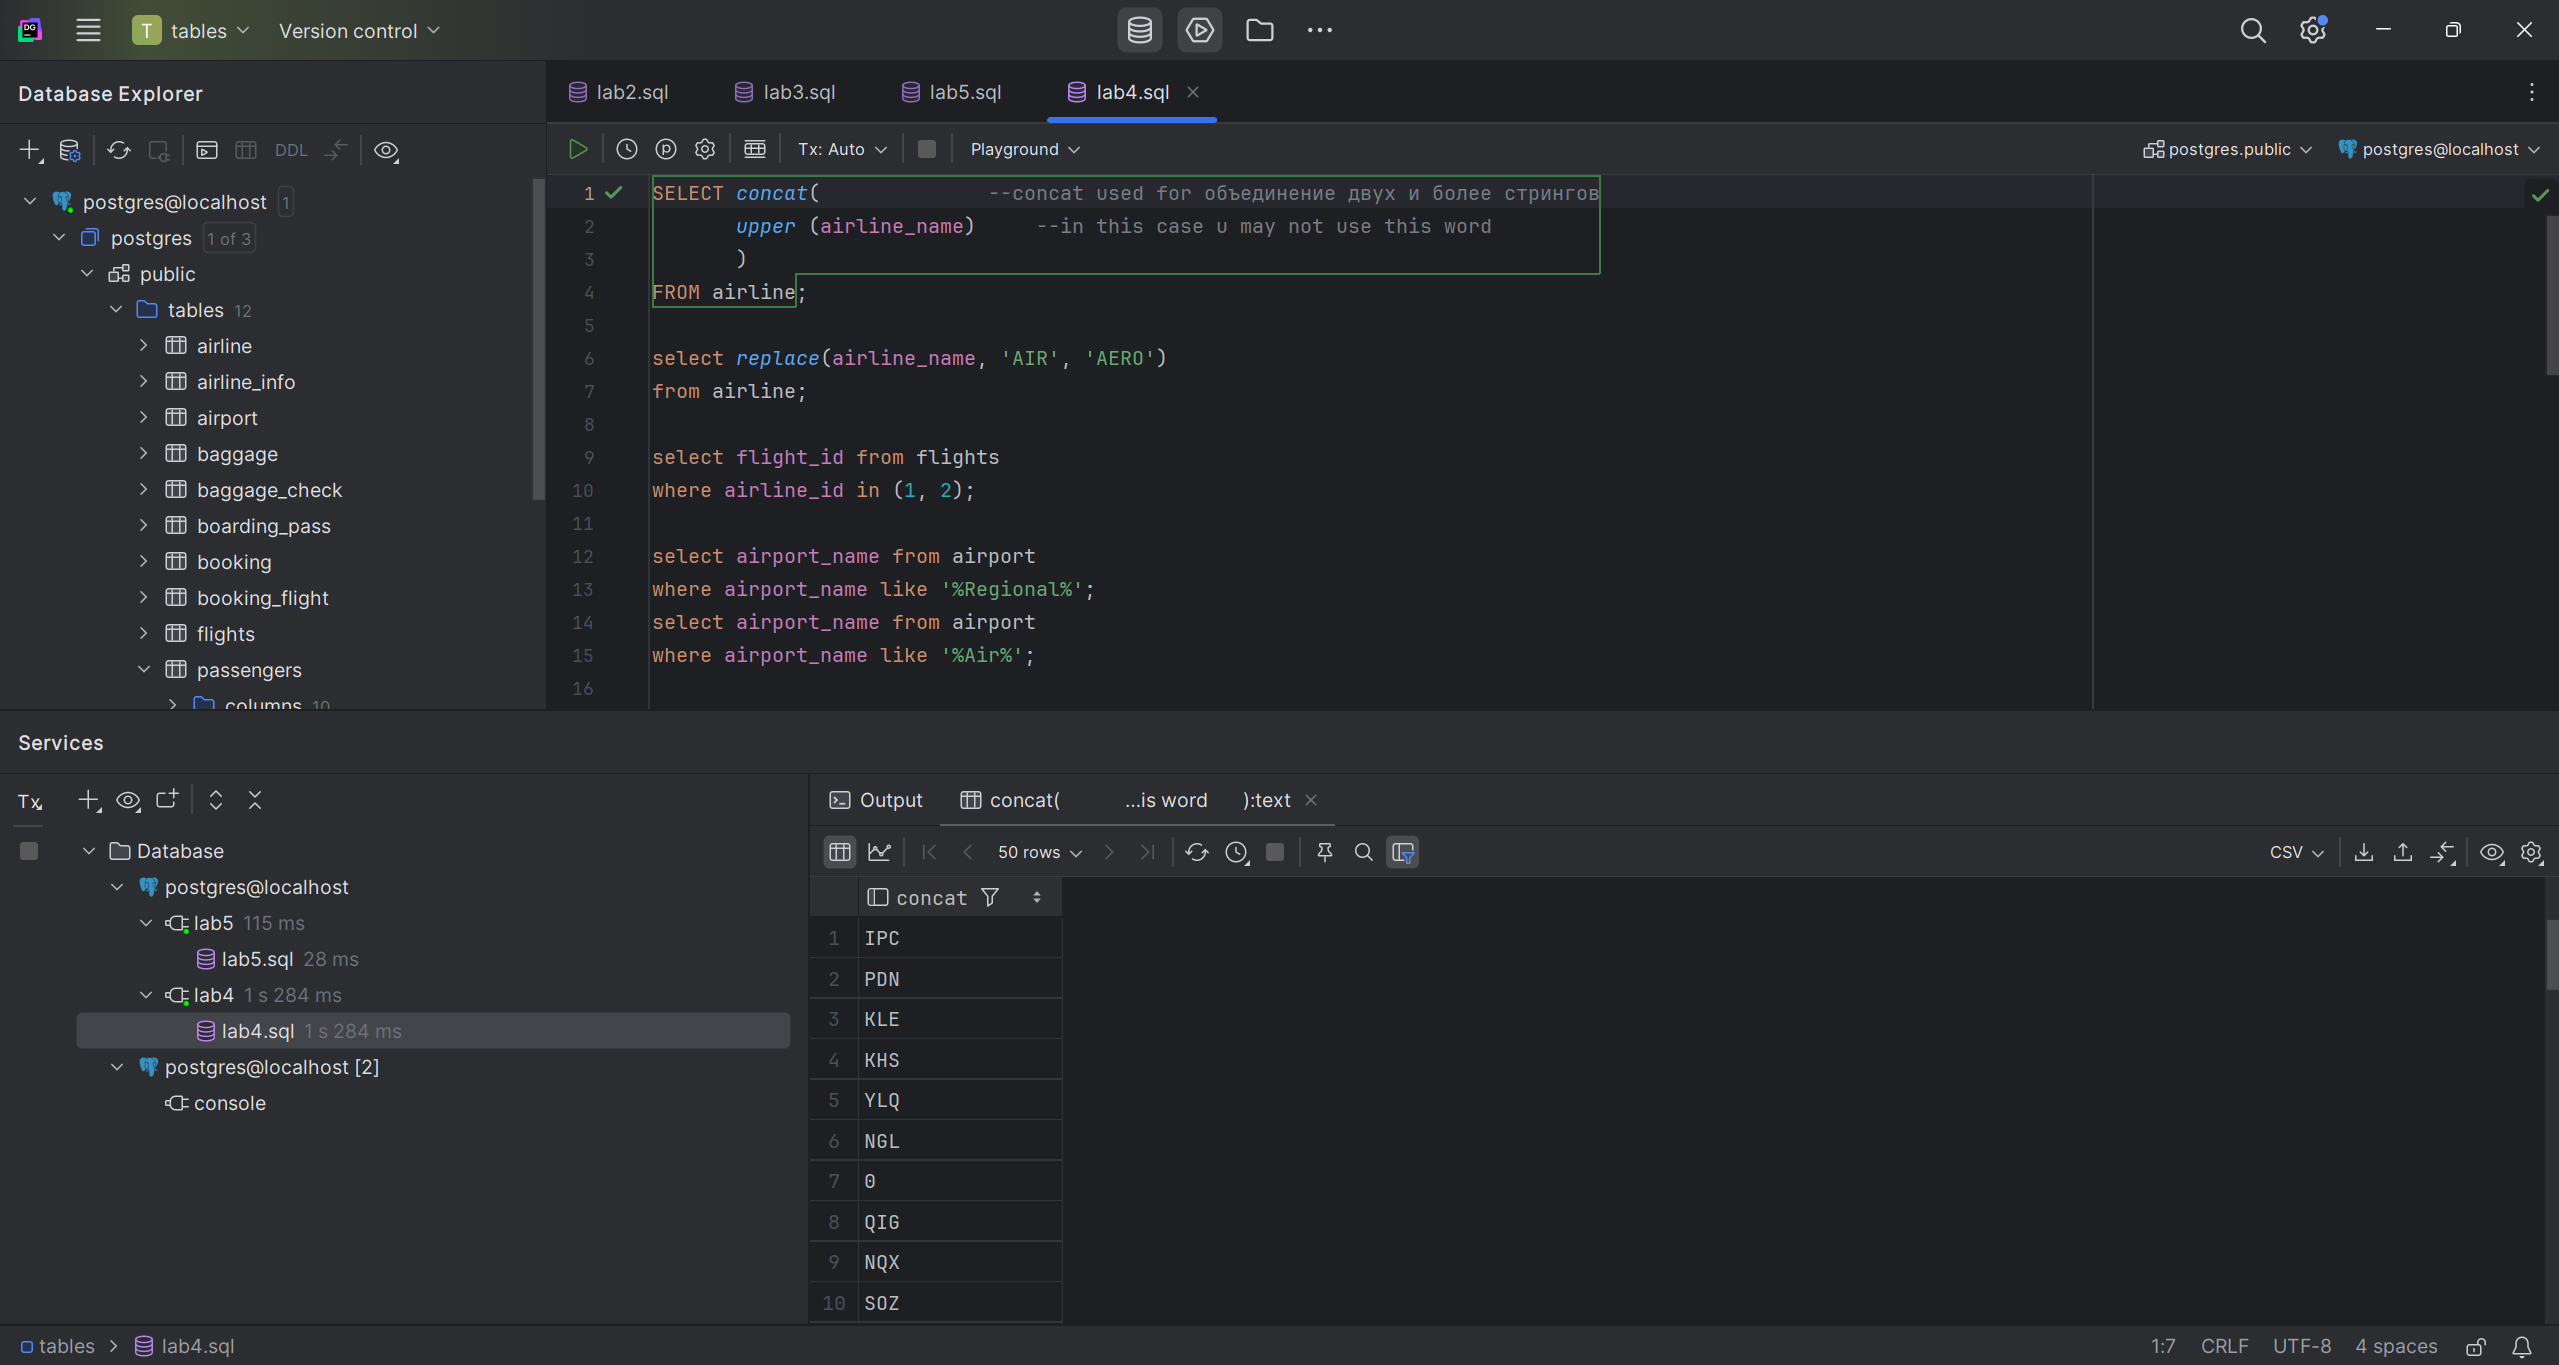 T tables Version control
Database Explorer
DDL
postgres@localhost 1
postgres 1 of 3
public
tables 12
airline
airline_info
airport
baggage
baggage_check
boarding_pass
booking
booking_flight
flights
passengers
columns 10
lab2.sql lab3.sql lab5.sql lab4.sql
Tx: Auto Playground postgres.public postgres@localhost
1 SELECT concat( --concat used for объединение двух и более стрингов
2 upper (airline_name) --in this case u may not use this word
3 )
4 FROM airline;
5
6 select replace(airline_name, 'AIR', 'AERO')
7 from airline;
8
9 select flight_id from flights
10 where airline_id in (1, 2);
11
12 select airport_name from airport
13 where airport_name like '%Regional%';
14 select airport_name from airport
15 where airport_name like '%Air%';
16
Services
Tx
Database
postgres@localhost
lab5 115 ms
lab5.sql 28 ms
lab4 1 s 284 ms
lab4.sql 1 s 284 ms
postgres@localhost [2]
console
Output concat( ...is word ):text
50 rows CSV
concat
1 IPC
2 PDN
3 KLE
4 KHS
5 YLQ
6 NGL
7 0
8 QIG
9 NQX
10 SOZ
tables lab4.sql
1:7 CRLF UTF-8 4 spaces